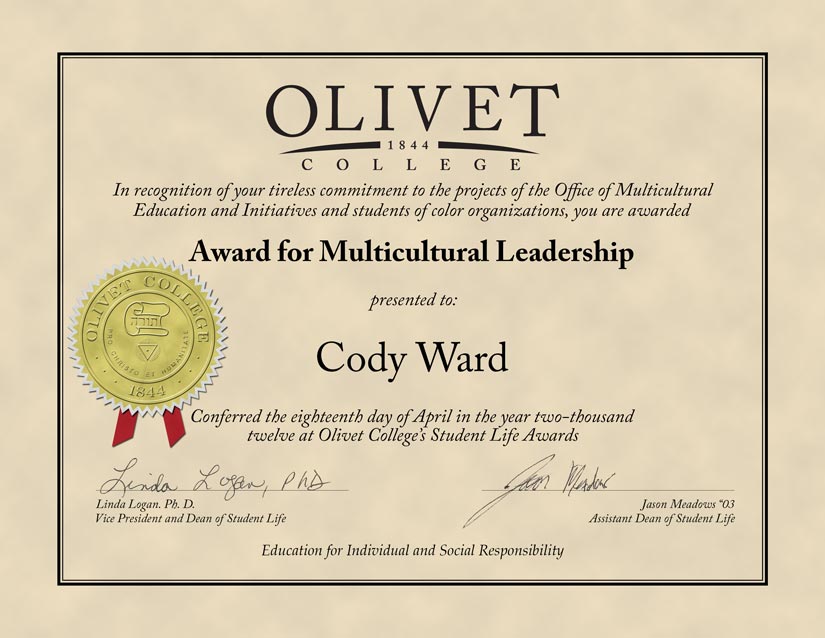 OLIVET
1844
COLLEGE
In recognition of your tireless commitment to the projects of the Office of Multicultural
Education and Initiatives and students of color organizations, you are awarded
Award for Multicultural Leadership
presented to:
Cody Ward
OLIVET COLLEGE
תורה
PRO CHRISTO ET HUMANITATE
1844
Conferred the eighteenth day of April in the year two-thousand
twelve at Olivet College's Student Life Awards
Linda Logan, PhD
Jason Meadows
Linda Logan. Ph. D.
Vice President and Dean of Student Life
Jason Meadows “03
Assistant Dean of Student Life
Education for Individual and Social Responsibility